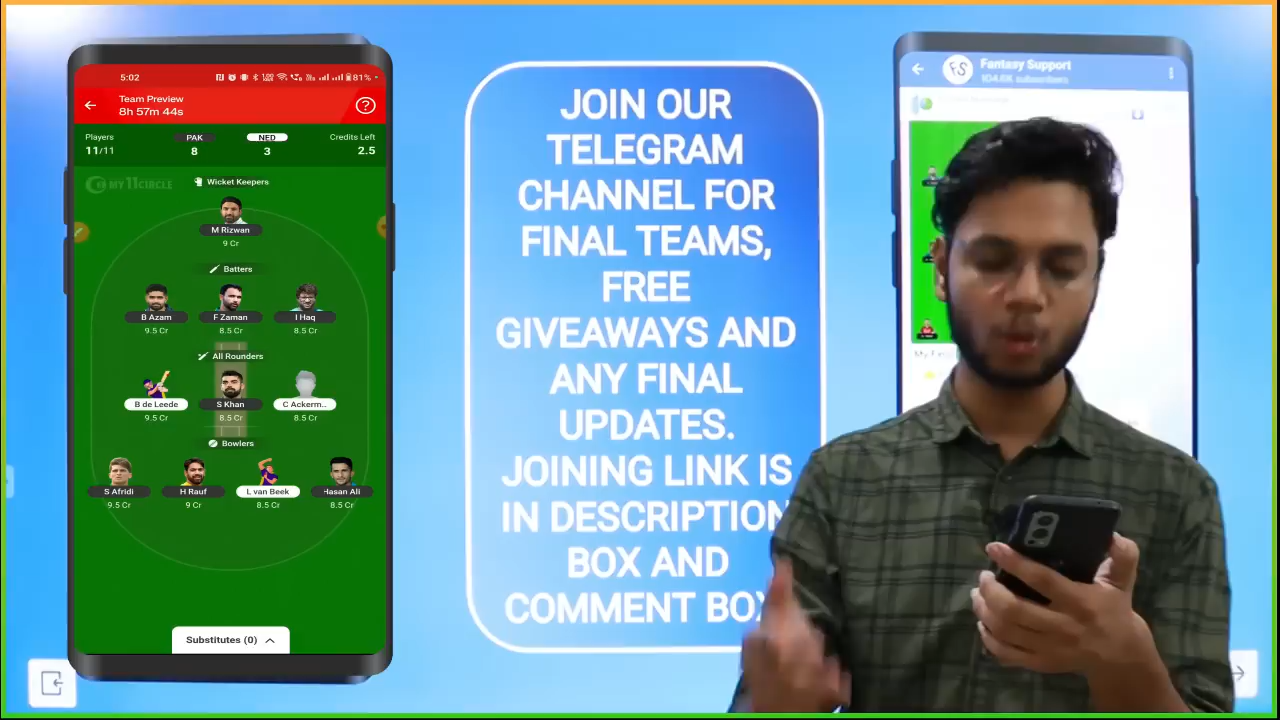 5:02
81%
Team Preview
8h 57m 44s
Players
PAK
NED
Credits Left
11/11
8
3
2.5
MY11CIRCLE
Wicket Keepers
M Rizwan
9 Cr
Batters
B Azam
F Zaman
I Haq
9.5 Cr
8.5 Cr
8.5 Cr
All Rounders
B de Leede
S Khan
C Ackerm..
9.5 Cr
8.5 Cr
8.5 Cr
Bowlers
S Afridi
H Rauf
L van Beek
Hasan Ali
9.5 Cr
9 Cr
8.5 Cr
8.5 Cr
Substitutes (0)
JOIN OUR
TELEGRAM
CHANNEL FOR
FINAL TEAMS,
FREE
GIVEAWAYS AND
ANY FINAL
UPDATES.
JOINING LINK IS
IN DESCRIPTION
BOX AND
COMMENT BOX
FS
Fantasy Support
104.6K subscribers